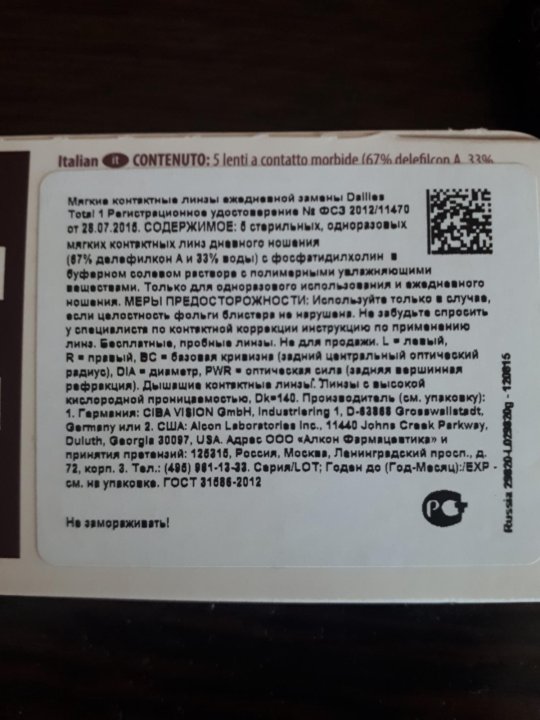 Italian it CONTENUTO: 5 lenti a contatto morbide (67% delefilcon A, 33%
Мягкие контактные линзы ежедневной замены Dailies
Total 1 Регистрационное удостоверение № ФСЗ 2012/11470
от 28.07.2015. СОДЕРЖИМОЕ: 5 стерильных, одноразовых
мягких контактных линз дневного ношения
(67% делефилкон А и 33% воды) с фосфатидилхолин в
буферном солевом растворе с полимерными увлажняющими
веществами. Только для одноразового использования и ежедневного
ношения. МЕРЫ ПРЕДОСТОРОЖНОСТИ: Используйте только в случае,
если целостность фольги блистера не нарушена. Не забудьте спросить
у специалиста по контактной коррекции инструкцию по применению
линз. Бесплатные, пробные линзы. Не для продажи. L = левый,
R = правый, BC = базовая кривизна (задний центральный оптический
радиус), DIA = диаметр, PWR = оптическая сила (задняя вершинная
рефракция). Дышащие контактные линзы. Линзы с высокой
кислородной проницаемостью, Dk=140. Производитель (см. упаковку):
1. Германия: CIBA VISION GmbH, Industriering 1, D-63868 Grosswallstadt,
Germany или 2. США: Alcon Laboratories Inc., 11440 Johns Creek Parkway,
Duluth, Georgia 30097, USA. Адрес ООО «Алкон Фармацевтика» и
принятия претензий: 125315, Россия, Москва, Ленинградский просп., д.
72, корп. 3. Тел.: (495) 961-13-33. Серия/LOT; Годен до (Год-Месяц):/EXP -
см. на упаковке. ГОСТ 31586-2012
Не замораживать!